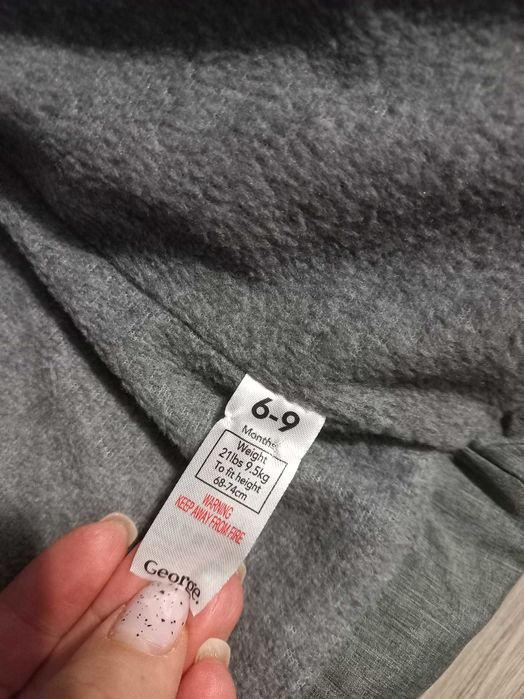 6-9
Months
Weight
21lbs 9.5kg
To fit height
68-74cm
WARNING
KEEP AWAY FROM FIRE
George.